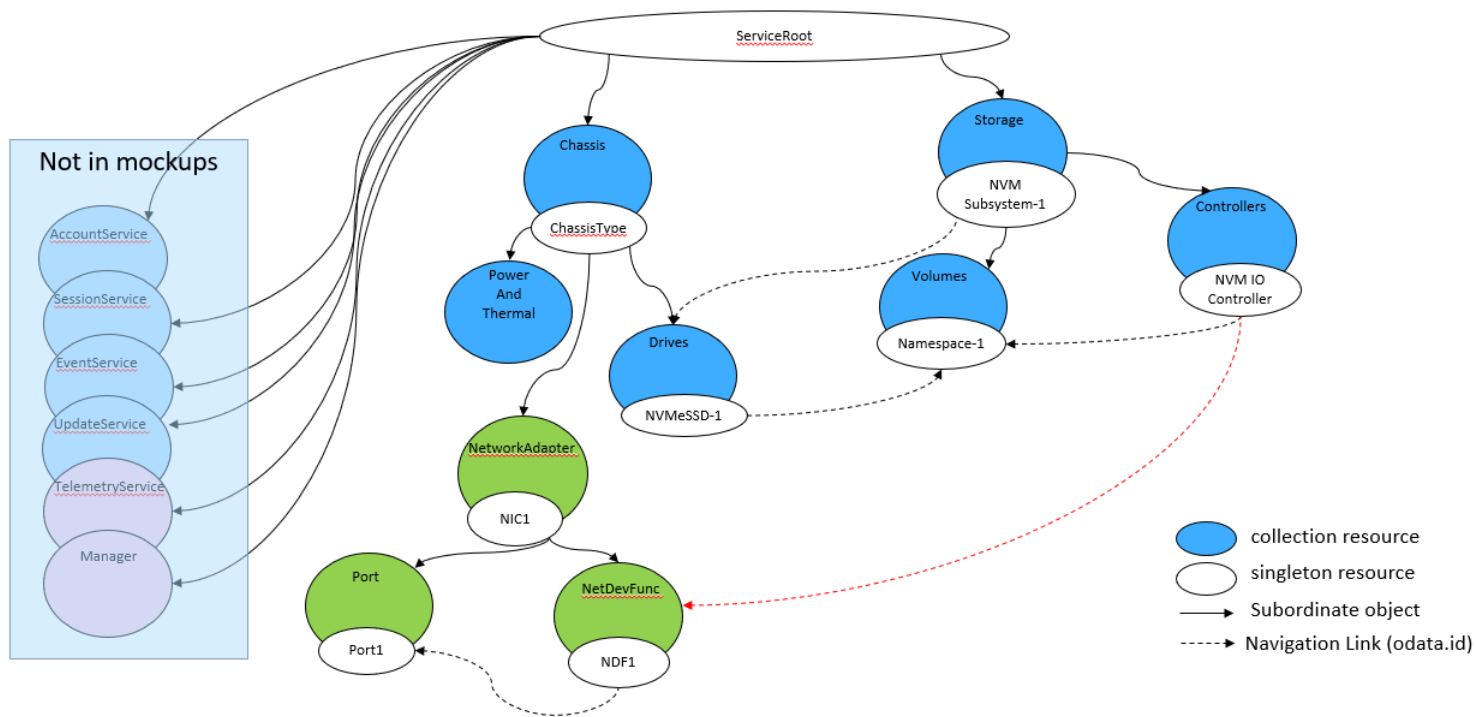 ServiceRoot
Not in mockups
AccountService
SessionService
EventService
UpdateService
TelemetryService
Manager
Chassis
ChassisType
Power
And
Thermal
Storage
NVM
Subsystem-1
Controllers
NVM IO
Controller
Volumes
Namespace-1
Drives
NVMeSSD-1
NetworkAdapter
NIC1
Port
Port1
NetDevFunc
NDF1
collection resource
singleton resource
Subordinate object
Navigation Link (odata.id)